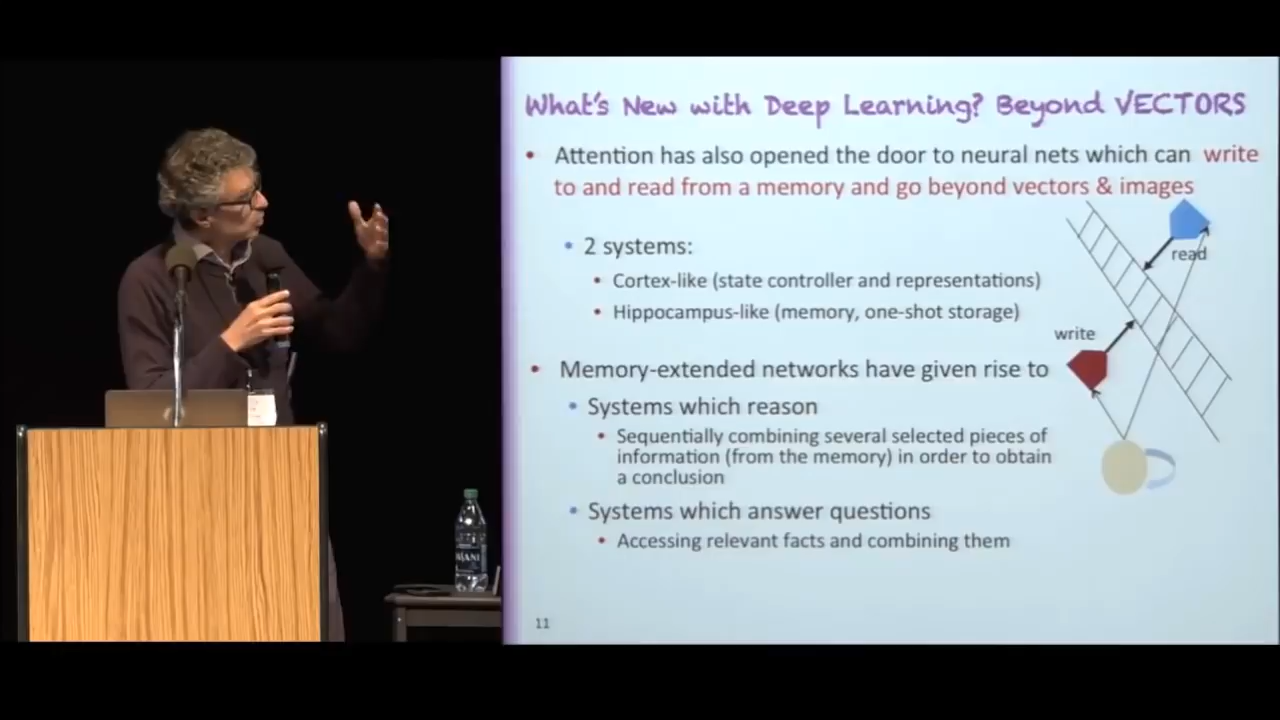 What's New with Deep Learning? Beyond VECTORS
• Attention has also opened the door to neural nets which can write
to and read from a memory and go beyond vectors & images
read
• 2 systems:
• Cortex-like (state controller and representations)
• Hippocampus-like (memory, one-shot storage)
write
• Memory-extended networks have given rise to
• Systems which reason
• Sequentially combining several selected pieces of
information (from the memory) in order to obtain
a conclusion
• Systems which answer questions
• Accessing relevant facts and combining them
11